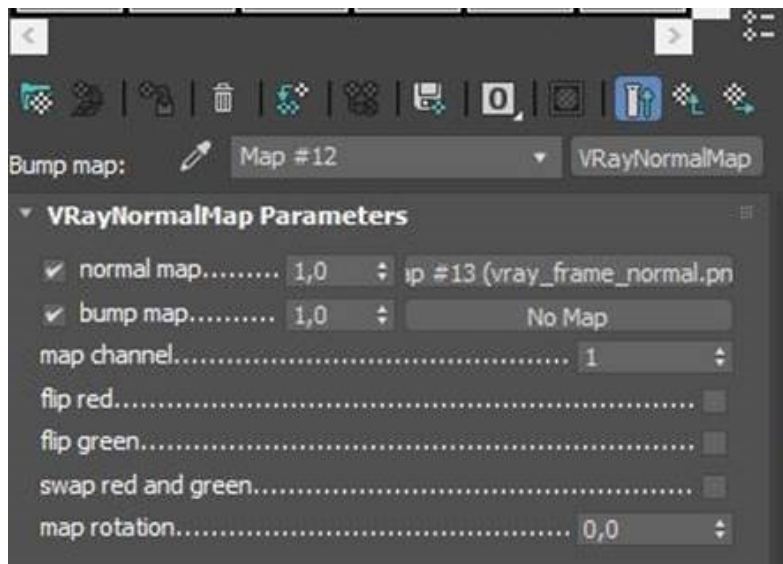 Bump map: Map #12 VRayNormalMap
VRayNormalMap Parameters
normal map......... 1,0 ap #13 (vray_frame_normal.pn
bump map.......... 1,0 No Map
map channel............................................. 1
flip red..................................................................
flip green..............................................................
swap red and green.................................................
map rotation............................................. 0,0